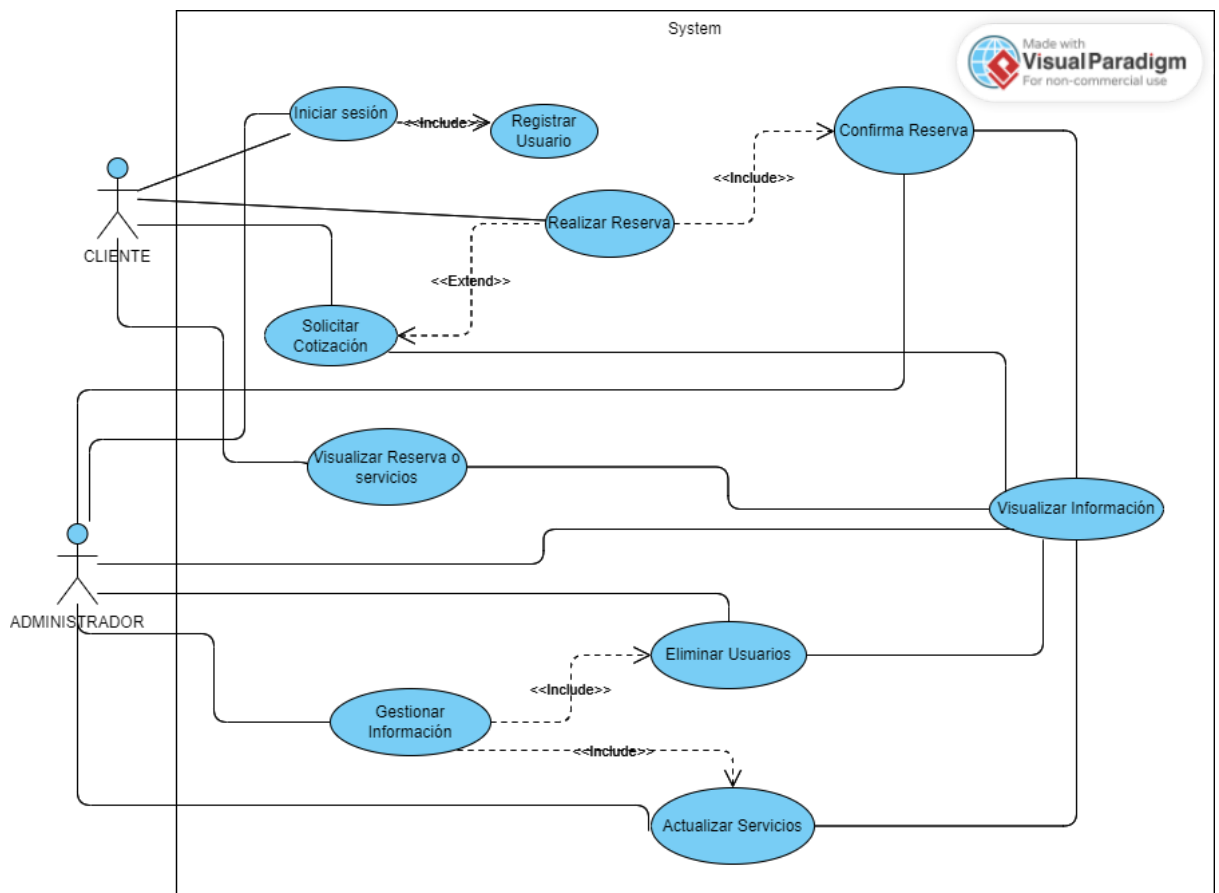 System
Made with
Visual Paradigm
For non-commercial use
Iniciar sesión
<<Include>>
Registrar
Usuario
Confirma Reserva
<<Include>>
Realizar Reserva
CLIENTE
<<Extend>>
Solicitar
Cotización
Visualizar Reserva o
servicios
Visualizar Información
ADMINISTRADOR
Eliminar Usuarios
<<Include>>
Gestionar
Información
<<Include>>
Actualizar Servicios